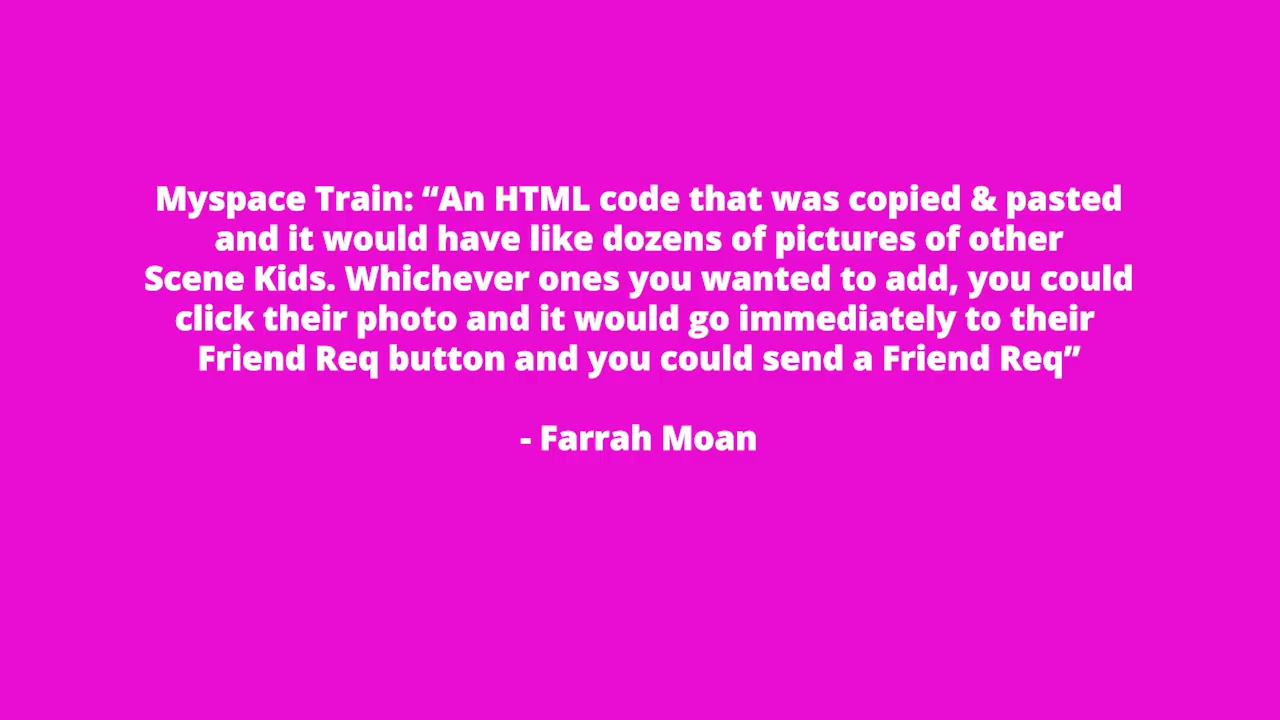 Myspace Train: “An HTML code that was copied & pasted
and it would have like dozens of pictures of other
Scene Kids. Whichever ones you wanted to add, you could
click their photo and it would go immediately to their
Friend Req button and you could send a Friend Req”
- Farrah Moan